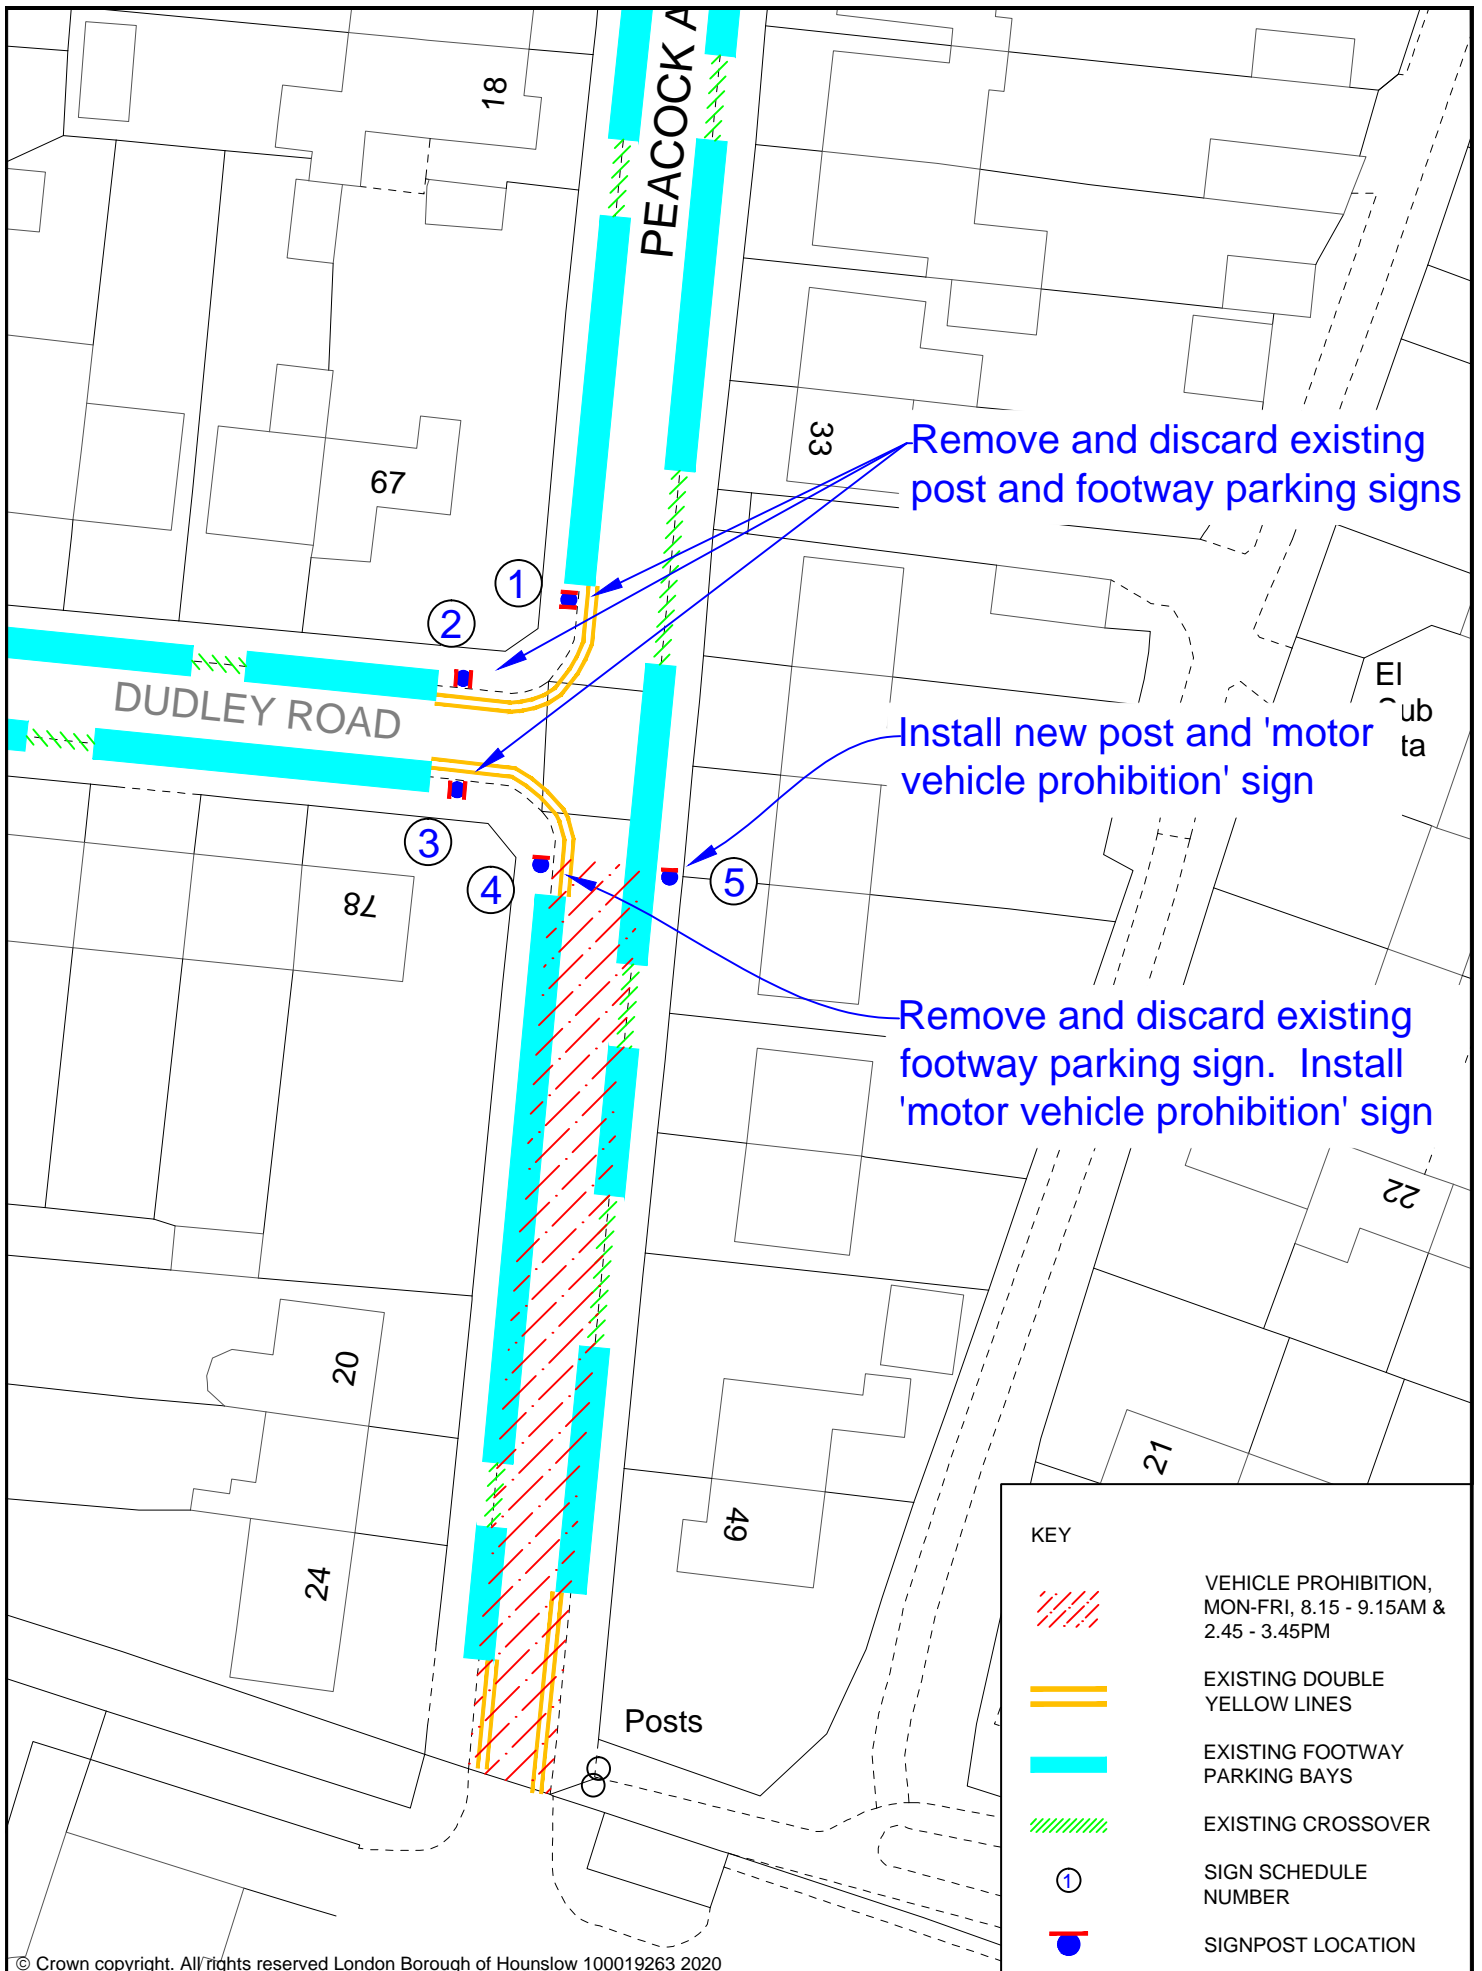 18
PEACOCK A
33
Remove and discard existing
post and footway parking signs
67
1
2
DUDLEY ROAD
El
ub
ta
Install new post and 'motor
vehicle prohibition' sign
3
4
5
78
Remove and discard existing
footway parking sign. Install
'motor vehicle prohibition' sign
22
20
21
49
24
Posts
KEY
VEHICLE PROHIBITION,
MON-FRI, 8.15 - 9.15AM &
2.45 - 3.45PM
EXISTING DOUBLE
YELLOW LINES
EXISTING FOOTWAY
PARKING BAYS
EXISTING CROSSOVER
1
SIGN SCHEDULE
NUMBER
SIGNPOST LOCATION
© Crown copyright. All rights reserved London Borough of Hounslow 100019263 2020